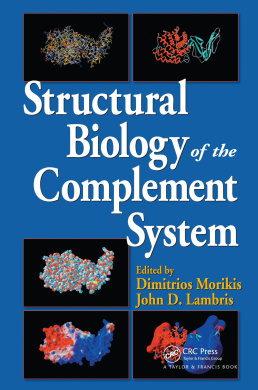 Structural
Biology of the
Complement
System
Edited by
Dimitrios Morikis
John D. Lambris
CRC Press
Taylor & Francis Group
A TAYLOR & FRANCIS BOOK